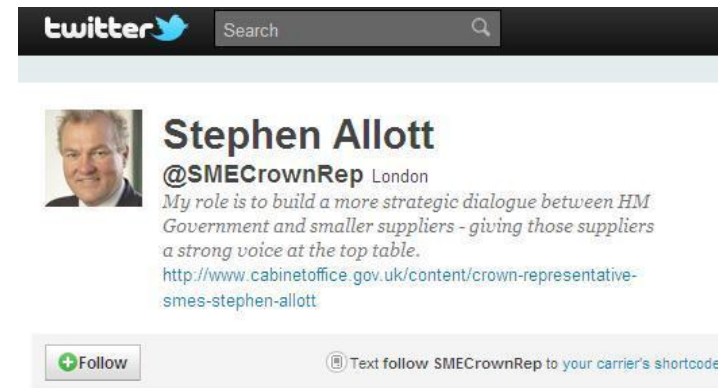 twitter
Search
Stephen Allott
@SMECrownRep London
My role is to build a more strategic dialogue between HM
Government and smaller suppliers - giving those suppliers
a strong voice at the top table.
http://www.cabinetoffice.gov.uk/content/crown-representative-
smes-stephen-allott
Follow
Text follow SMECrownRep to your carrier's shortcode